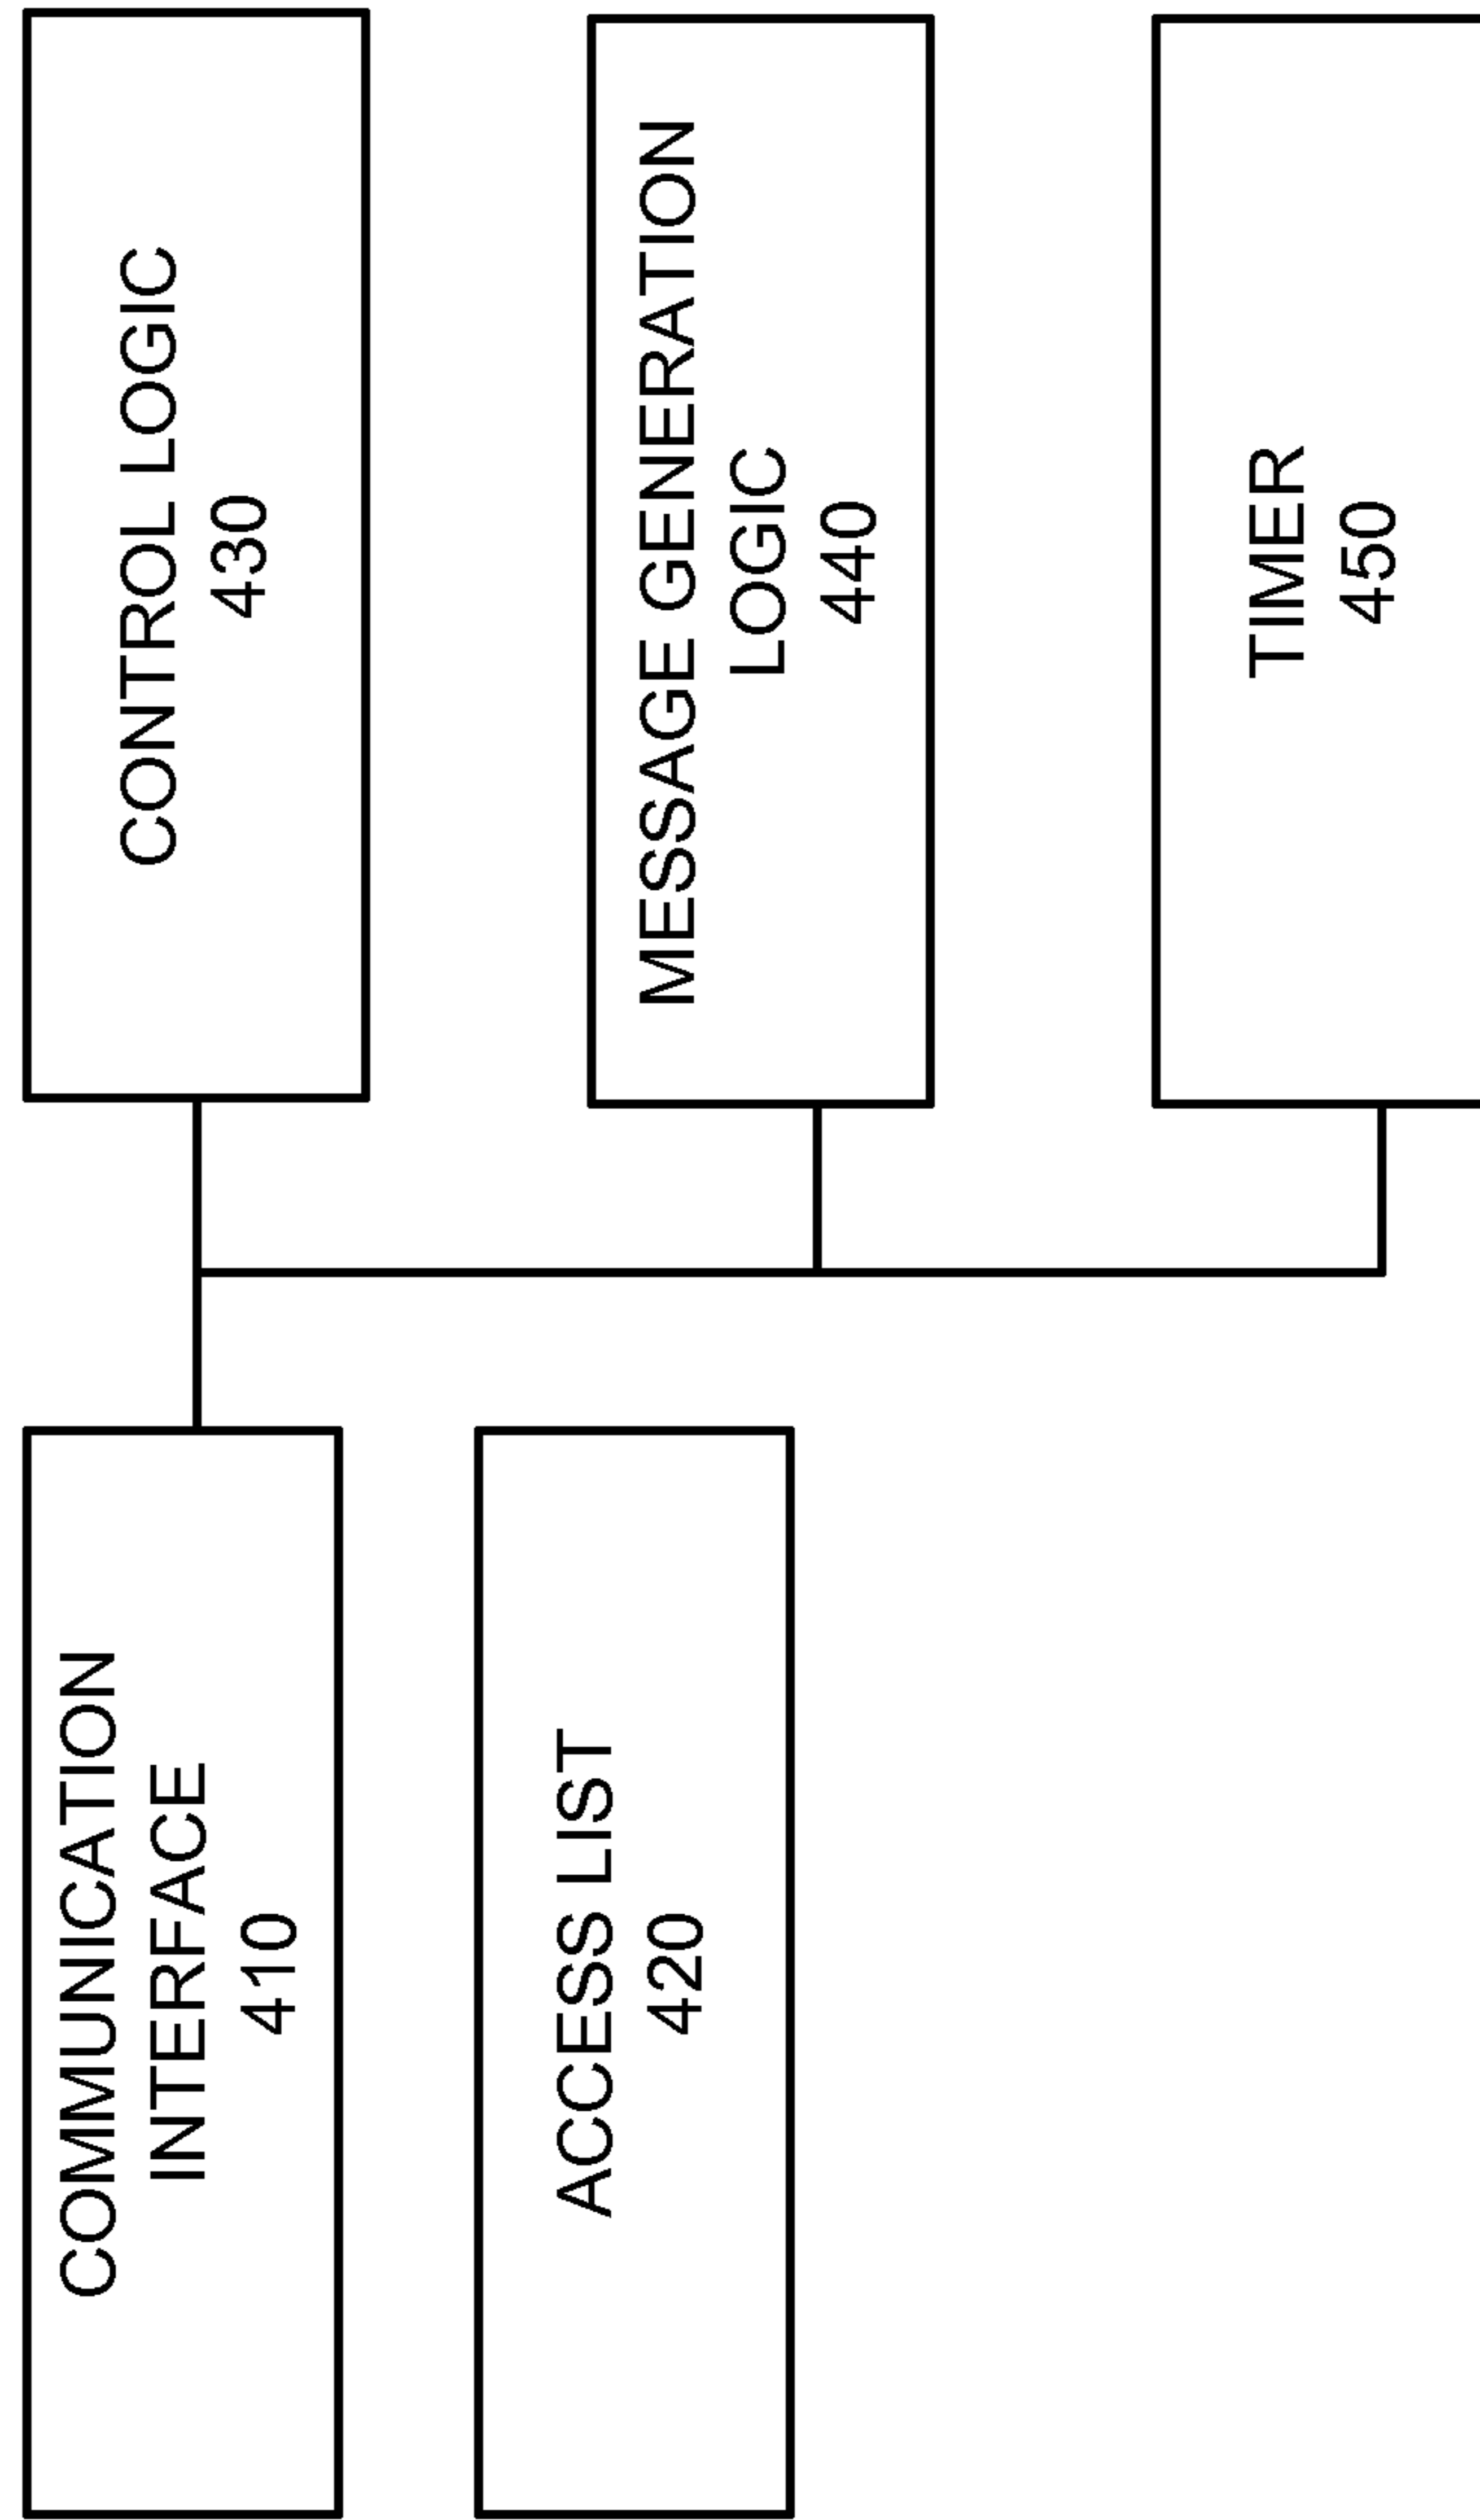 COMMUNICATION
INTERFACE
410
CONTROL LOGIC
430
ACCESS LIST
420
MESSAGE GENERATION
LOGIC
440
TIMER
450